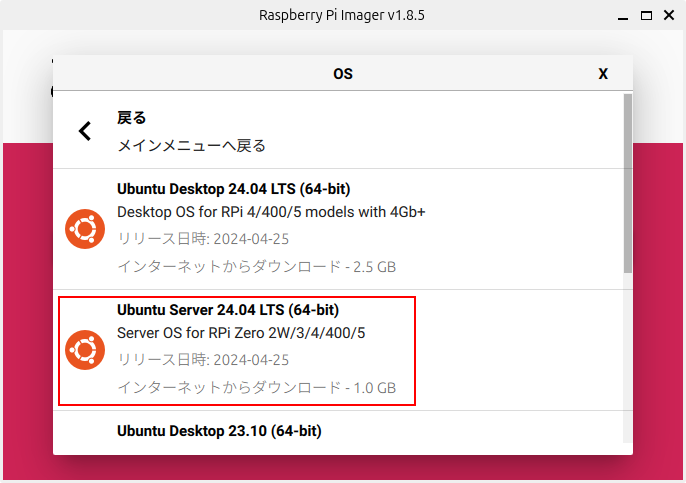 Raspberry Pi Imager v1.8.5
OS
X
戻る
メインメニューへ戻る
Ubuntu Desktop 24.04 LTS (64-bit)
Desktop OS for RPi 4/400/5 models with 4Gb+
リリース日時: 2024-04-25
インターネットからダウンロード - 2.5 GB
Ubuntu Server 24.04 LTS (64-bit)
Server OS for RPi Zero 2W/3/4/400/5
リリース日時: 2024-04-25
インターネットからダウンロード - 1.0 GB
Ubuntu Desktop 23.10 (64-bit)